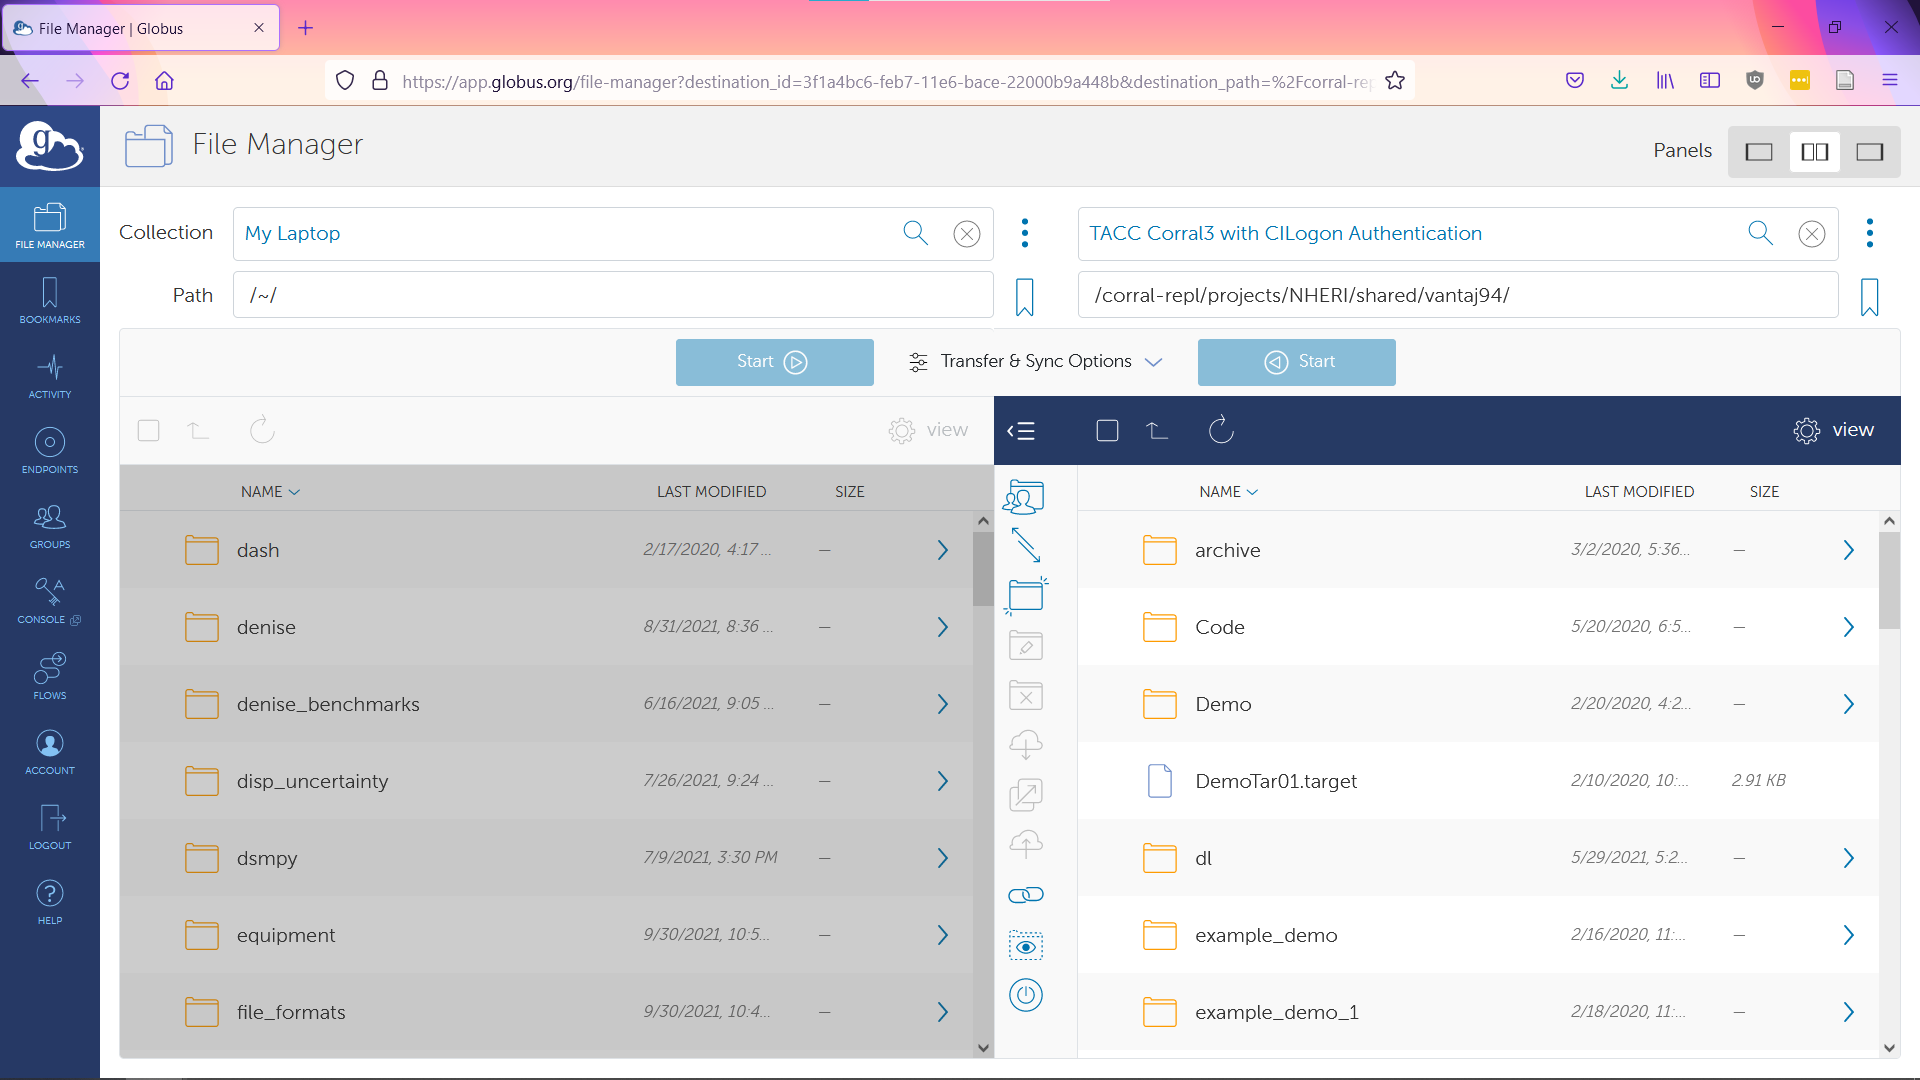 File Manager | Globus
https://app.globus.org/file-manager?destination_id=3f1a4bc6-feb7-11e6-bace-22000b9a448b&destination_path=%2Fcorral-rep
g
File Manager
Panels
FILE MANAGER
BOOKMARKS
ACTIVITY
ENDPOINTS
GROUPS
CONSOLE
FLOWS
ACCOUNT
LOGOUT
HELP
Collection
My Laptop
TACC Corral3 with CILogon Authentication
Path
/~/
/corral-repl/projects/NHERI/shared/vantaj94/
Start
Transfer & Sync Options
Start
view
view
NAME LAST MODIFIED SIZE
dash 2/17/2020, 4:17 ... —
denise 8/31/2021, 8:36 ... —
denise_benchmarks 6/16/2021, 9:05 ... —
disp_uncertainty 7/26/2021, 9:24 ... —
dsmpy 7/9/2021, 3:30 PM —
equipment 9/30/2021, 10:5... —
file_formats 9/30/2021, 10:4... —
NAME LAST MODIFIED SIZE
archive 3/2/2020, 5:36... —
Code 5/20/2020, 6:5... —
Demo 2/20/2020, 4:2... —
DemoTar01.target 2/10/2020, 10:... 2.91 KB
dl 5/29/2021, 5:2... —
example_demo 2/16/2020, 11:... —
example_demo_1 2/18/2020, 11:... —